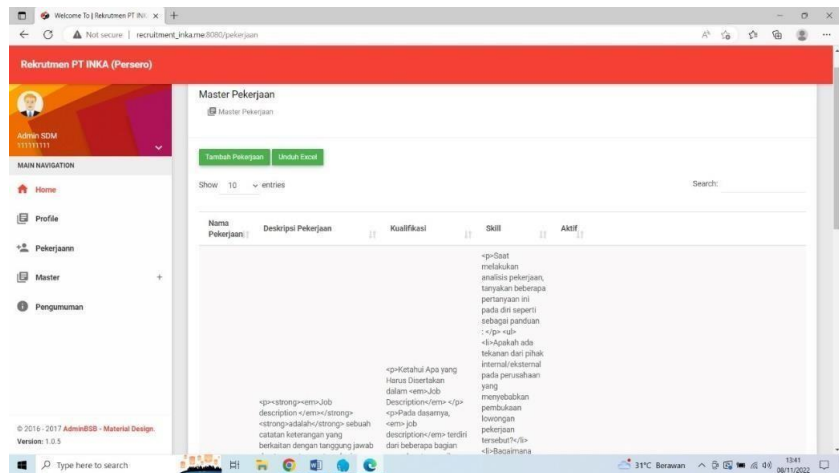 Welcome To | Rekrutmen PT INK
Not secure | recruitment_inka.me:8080/pekerjaan
Rekrutmen PT INKA (Persero)
Admin SDM
111111111
MAIN NAVIGATION
Home
Profile
Pekerjaann
Master
Pengumuman
© 2016 - 2017 AdminBSB - Material Design.
Version: 1.0.5
Master Pekerjaan
Master Pekerjaan
Tambah Pekerjaan
Unduh Excel
Show 10 entries
Search:
Nama Pekerjaan
Deskripsi Pekerjaan
Kualifikasi
Skill
Aktif
<p><strong><em>Job
description </em></strong>
<strong>adalah</strong> sebuah
catatan keterangan yang
berkaitan dengan tanggung jawab
<p>Ketahui Apa yang
Harus Disertakan
dalam <em>Job
Description</em> </p>
<p>Pada dasarnya,
<em> job
description</em> terdiri
dari beberapa bagian
<p>Saat
melakukan
analisis pekerjaan,
tanyakan beberapa
pertanyaan ini
pada diri seperti
sebagai panduan
: </p> <ul>
<li>Apakah ada
tekanan dari pihak
internal/eksternal
pada perusahaan
yang
menyebabkan
pembukaan
lowongan
pekerjaan
tersebut?</li>
<li>Bagaimana
Type here to search
31°C Berawan
13:41
08/11/2022